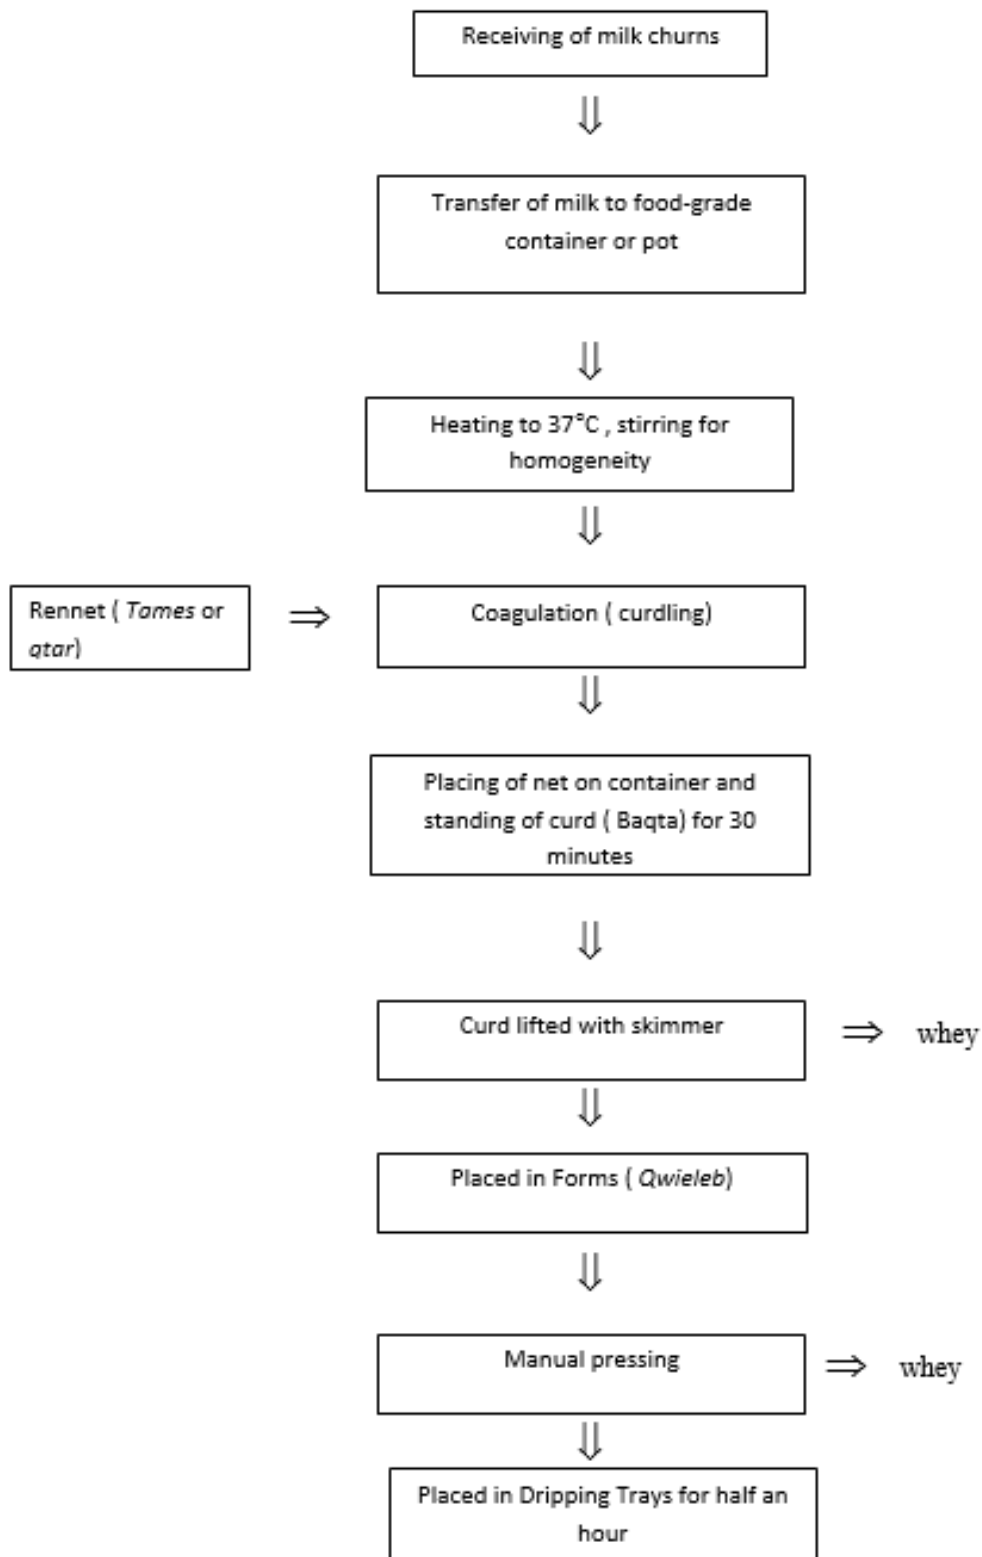 Receiving of milk churns
⇓
Transfer of milk to food-grade
container or pot
⇓
Heating to 37°C , stirring for
homogeneity
⇓
Rennet ( Tames or
qtar)
⇒
Coagulation ( curdling)
⇓
Placing of net on container and
standing of curd ( Baqta) for 30
minutes
⇓
Curd lifted with skimmer
⇒ whey
⇓
Placed in Forms ( Qwieleb)
⇓
Manual pressing
⇒ whey
⇓
Placed in Dripping Trays for half an
hour